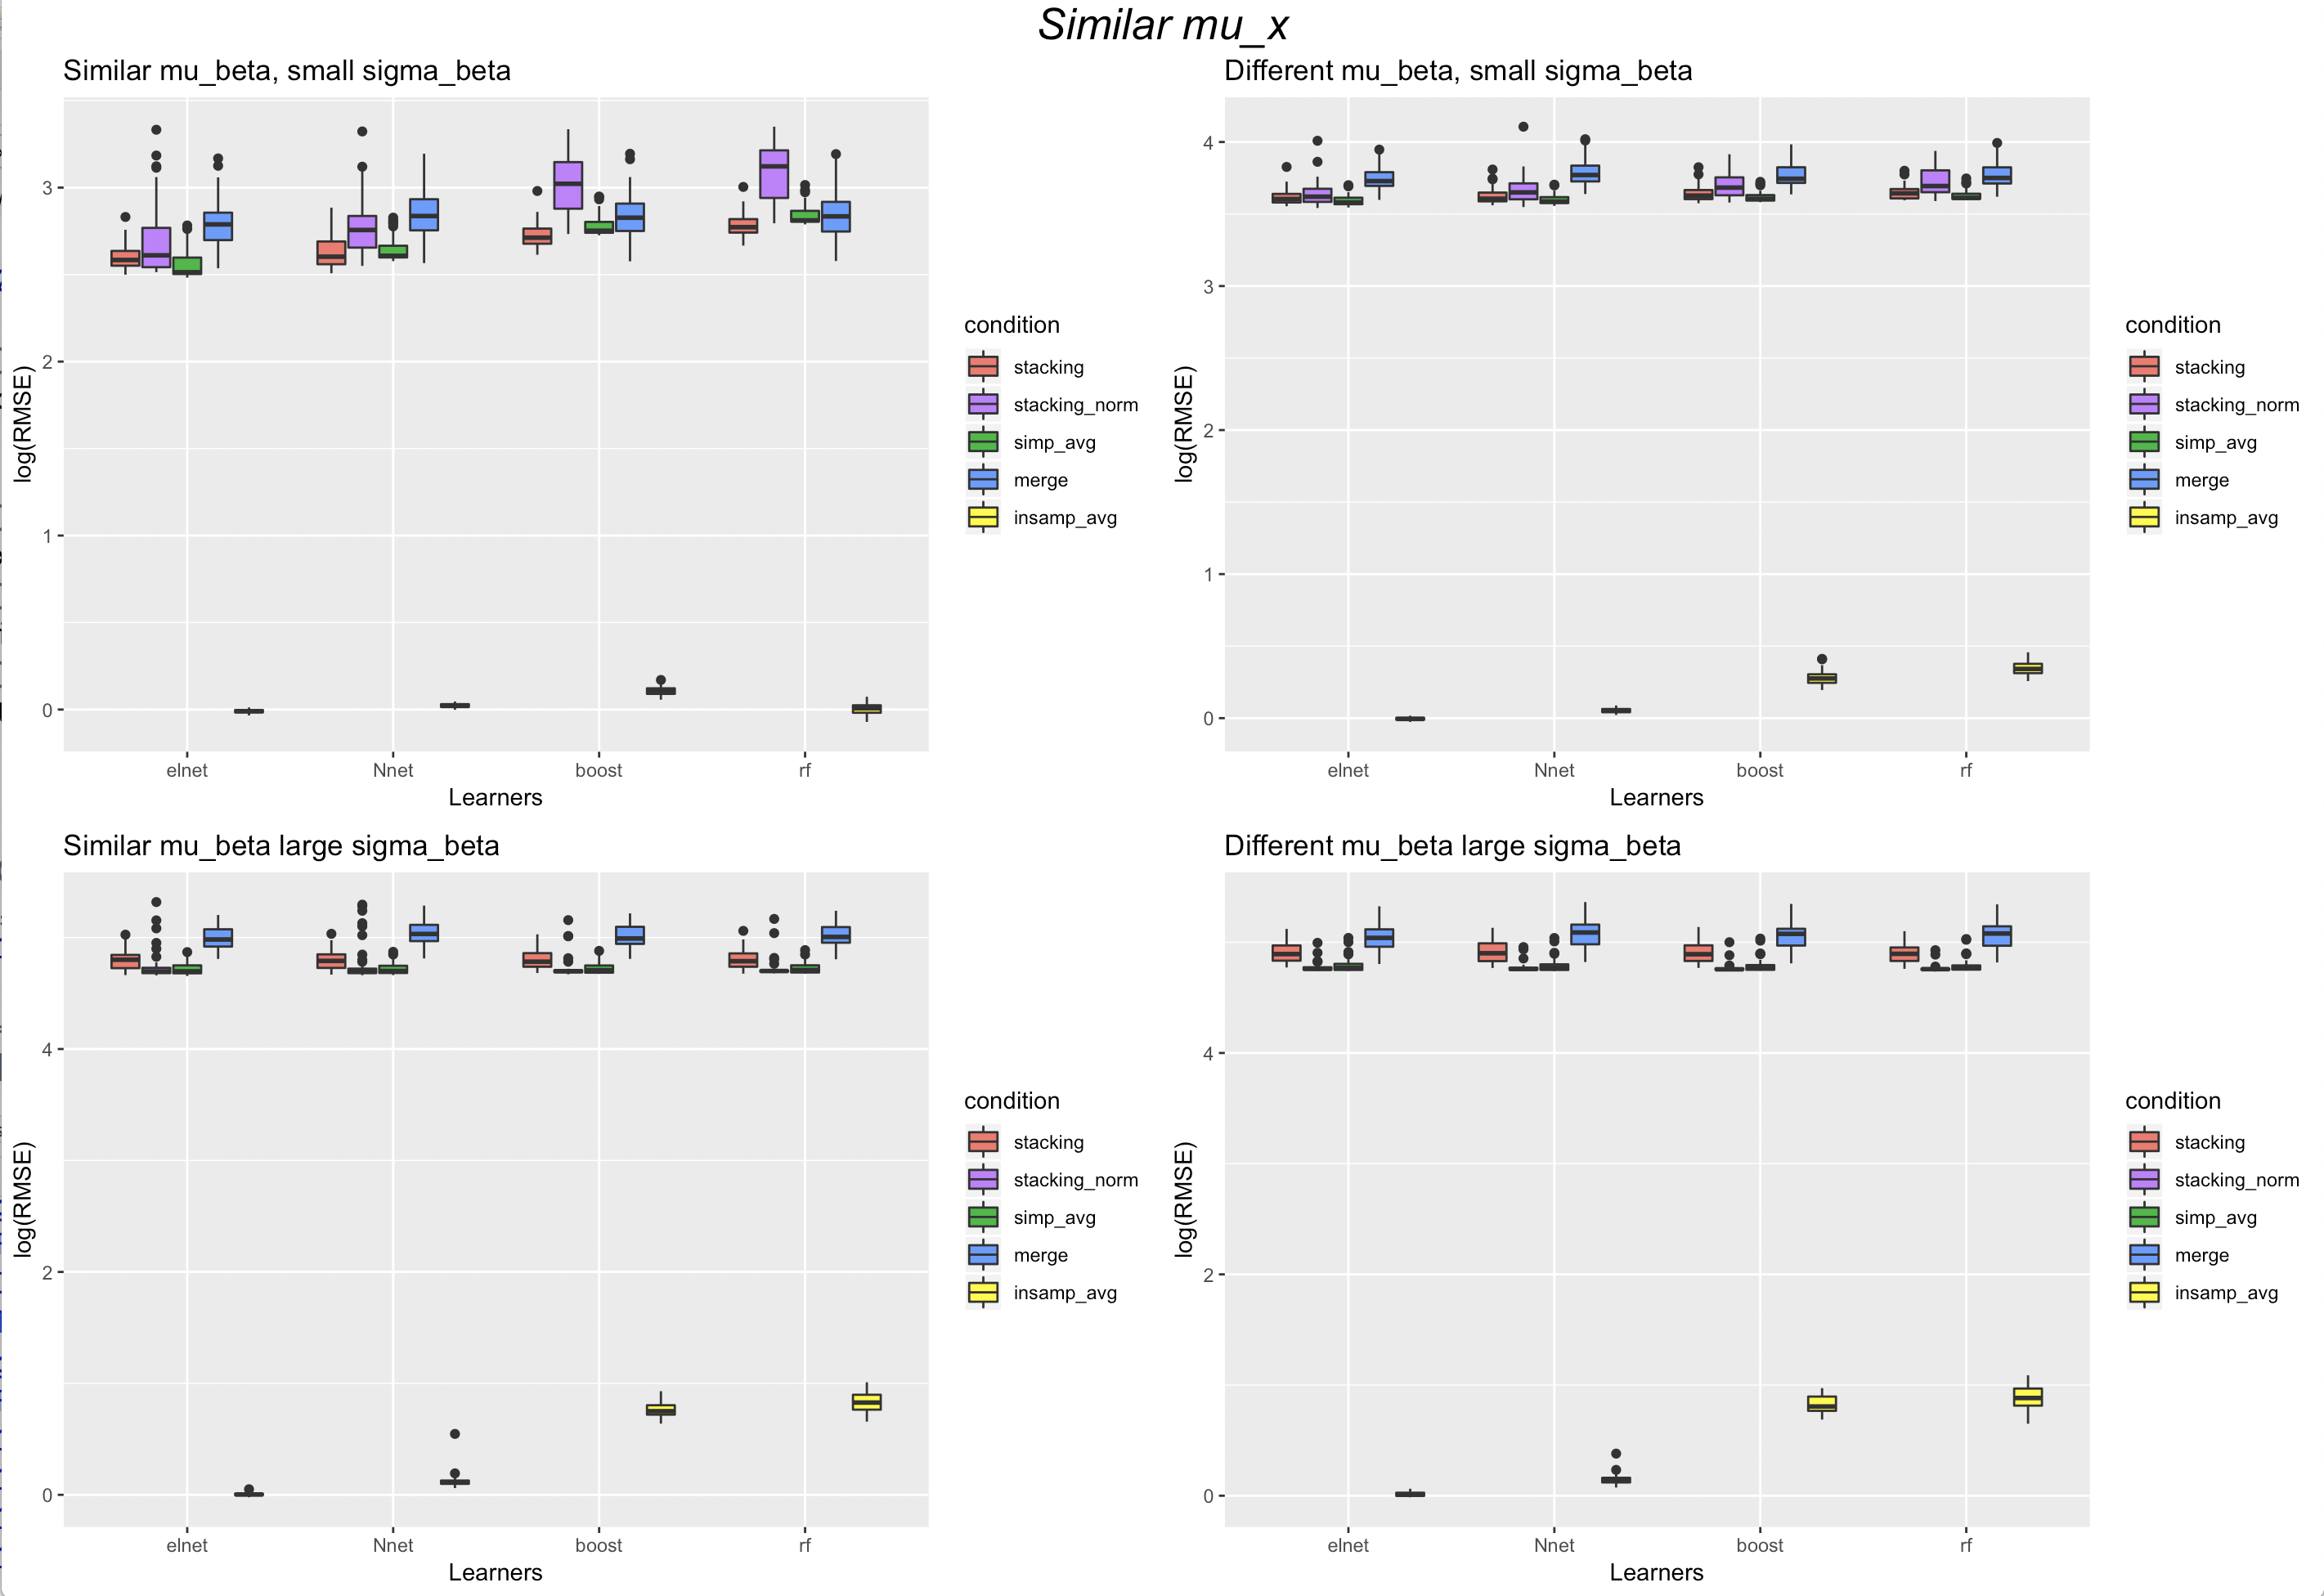 Similar mu_x
Similar mu_beta, small sigma_beta
log(RMSE)
3
2
1
0
elnet Nnet boost rf
Learners
condition
stacking
stacking_norm
simp_avg
merge
insamp_avg
Different mu_beta, small sigma_beta
log(RMSE)
4
3
2
1
0
elnet Nnet boost rf
Learners
condition
stacking
stacking_norm
simp_avg
merge
insamp_avg
Similar mu_beta large sigma_beta
log(RMSE)
4
2
0
elnet Nnet boost rf
Learners
condition
stacking
stacking_norm
simp_avg
merge
insamp_avg
Different mu_beta large sigma_beta
log(RMSE)
4
2
0
elnet Nnet boost rf
Learners
condition
stacking
stacking_norm
simp_avg
merge
insamp_avg